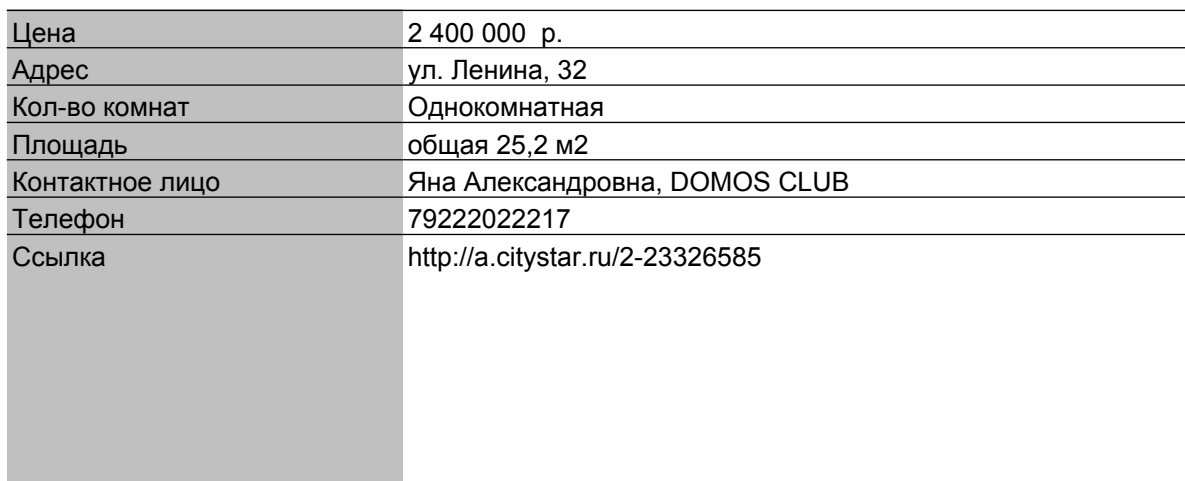 Цена 2 400 000 р.
Адрес ул. Ленина, 32
Кол-во комнат Однокомнатная
Площадь общая 25,2 м2
Контактное лицо Яна Александровна, DOMOS CLUB
Телефон 79222022217
Ссылка http://a.citystar.ru/2-23326585